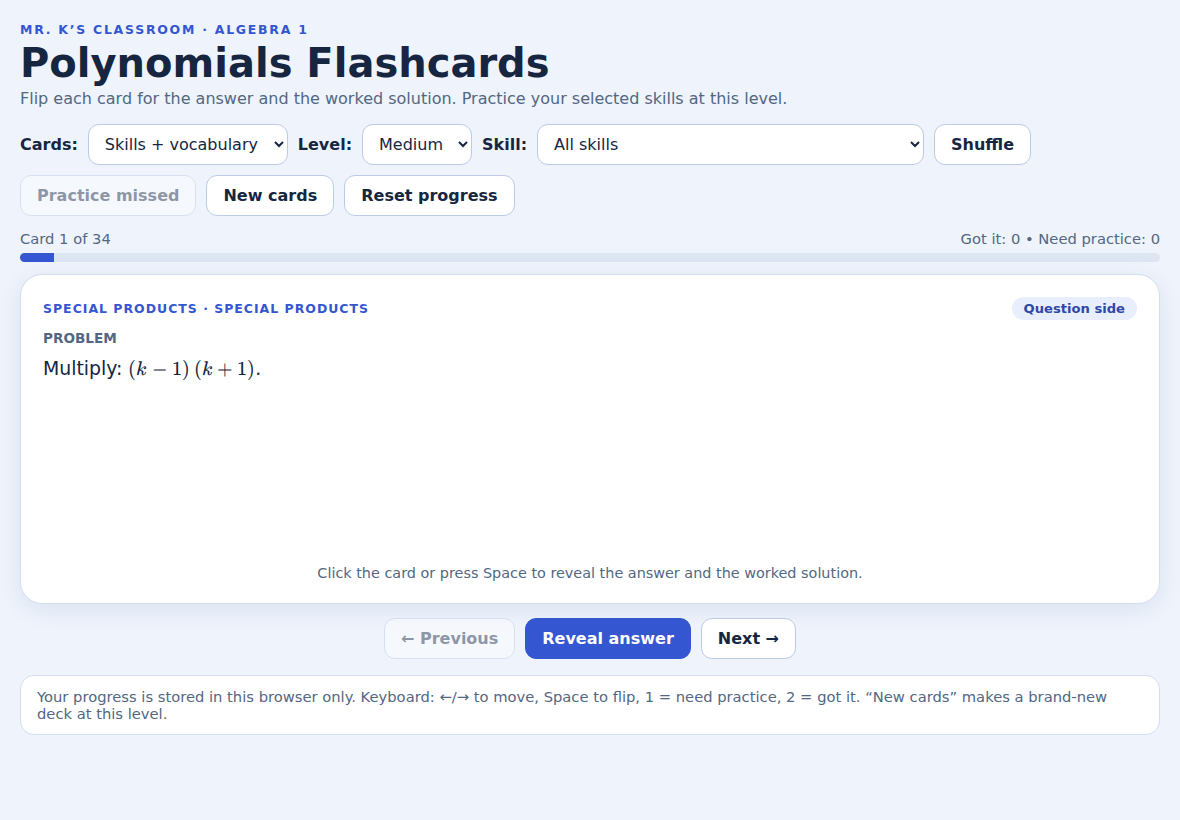 MR. K’S CLASSROOM · ALGEBRA 1
Polynomials Flashcards
Flip each card for the answer and the worked solution. Practice your selected skills at this level.
Cards: Skills + vocabulary Level: Medium Skill: All skills Shuffle
Practice missed New cards Reset progress
Card 1 of 34 Got it: 0 • Need practice: 0
SPECIAL PRODUCTS · SPECIAL PRODUCTS Question side
PROBLEM
Multiply: (k − 1) (k + 1).
Click the card or press Space to reveal the answer and the worked solution.
← Previous Reveal answer Next →
Your progress is stored in this browser only. Keyboard: ←/→ to move, Space to flip, 1 = need practice, 2 = got it. “New cards” makes a brand-new
deck at this level.